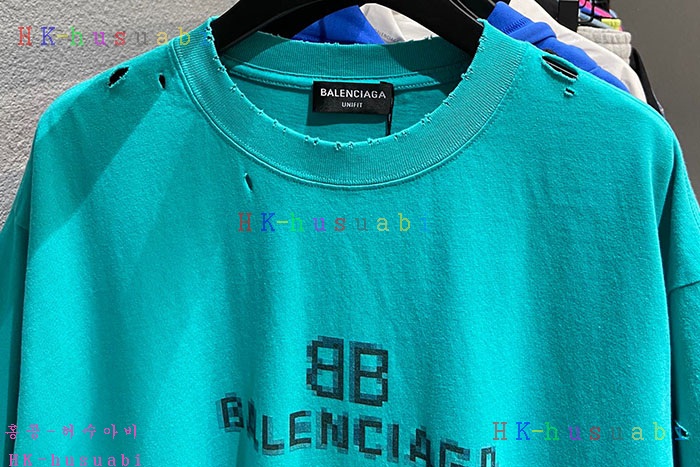 HK-husuabi
BALENCIAGA
UNIFIT
HK-husuabi
BB
BALENCIAGA
홍콩-허수아비
HK-husuabi
HK-husuabi